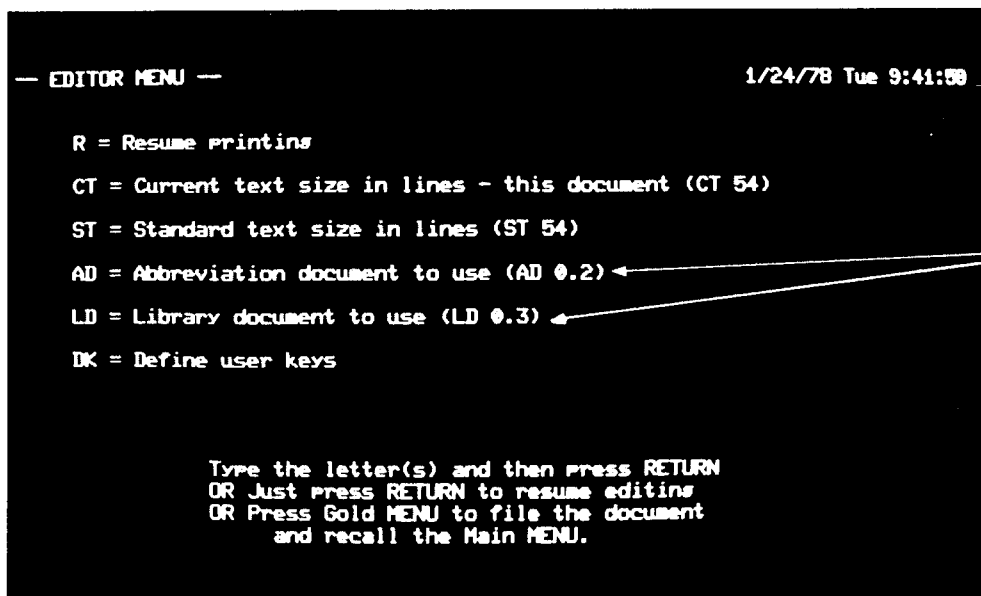 — EDITOR MENU — 1/24/78 Tue 9:41:50
R = Resume printing
CT = Current text size in lines - this document (CT 54)
ST = Standard text size in lines (ST 54)
AD = Abbreviation document to use (AD 0.2)
LD = Library document to use (LD 0.3)
DK = Define user keys
Type the letter(s) and then press RETURN
OR Just press RETURN to resume editing
OR Press Gold MENU to file the document
and recall the Main MENU.